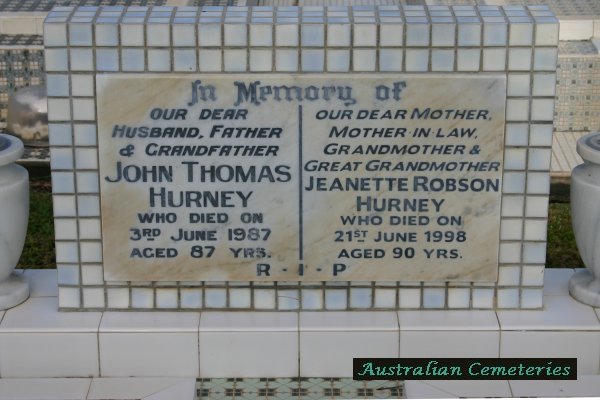 In Memory of
OUR DEAR
HUSBAND, FATHER
& GRANDFATHER
JOHN THOMAS
HURNEY
WHO DIED ON
3RD JUNE 1987
AGED 87 YRS.
OUR DEAR MOTHER,
MOTHER-IN-LAW,
GRANDMOTHER &
GREAT GRANDMOTHER
JEANETTE ROBSON
HURNEY
WHO DIED ON
21ST JUNE 1998
AGED 90 YRS.
R - I - P
Australian Cemeteries